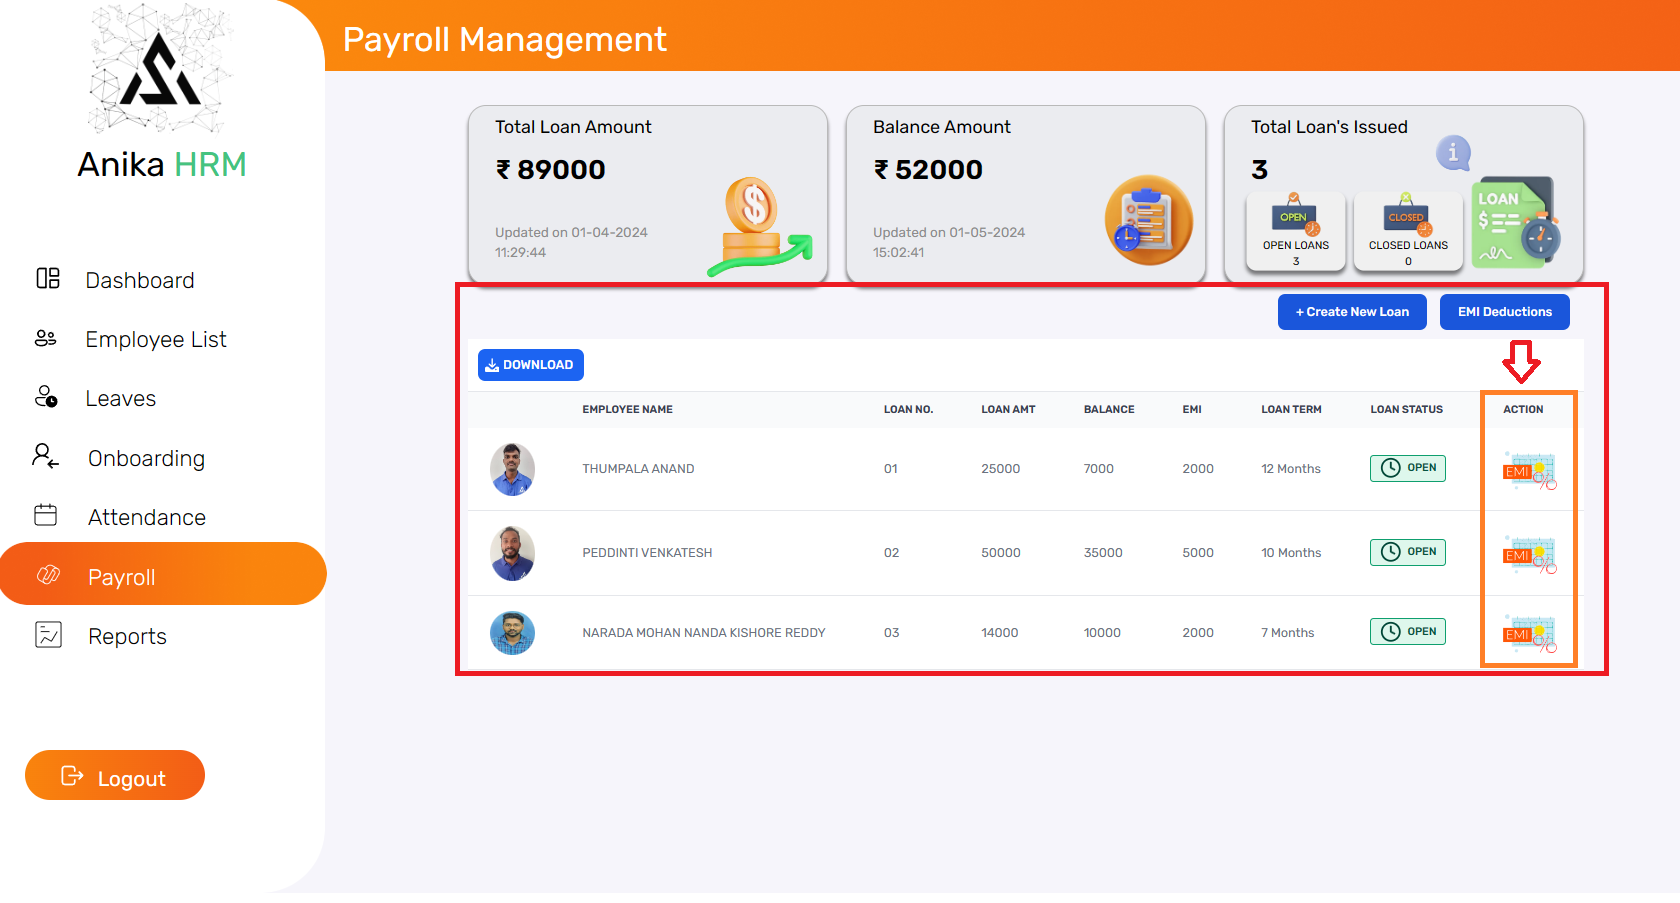 Anika HRM
Dashboard
Employee List
Leaves
Onboarding
Attendance
Payroll
Reports
Logout
Payroll Management
Total Loan Amount
₹ 89000
Updated on 01-04-2024
11:29:44
Balance Amount
₹ 52000
Updated on 01-05-2024
15:02:41
Total Loan's Issued
3
OPEN
OPEN LOANS
3
CLOSED
CLOSED LOANS
0
LOAN
+ Create New Loan EMI Deductions
DOWNLOAD
EMPLOYEE NAME LOAN NO. LOAN AMT BALANCE EMI LOAN TERM LOAN STATUS ACTION
THUMPALA ANAND 01 25000 7000 2000 12 Months OPEN EMI
PEDDINTI VENKATESH 02 50000 35000 5000 10 Months OPEN EMI
NARADA MOHAN NANDA KISHORE REDDY 03 14000 10000 2000 7 Months OPEN EMI